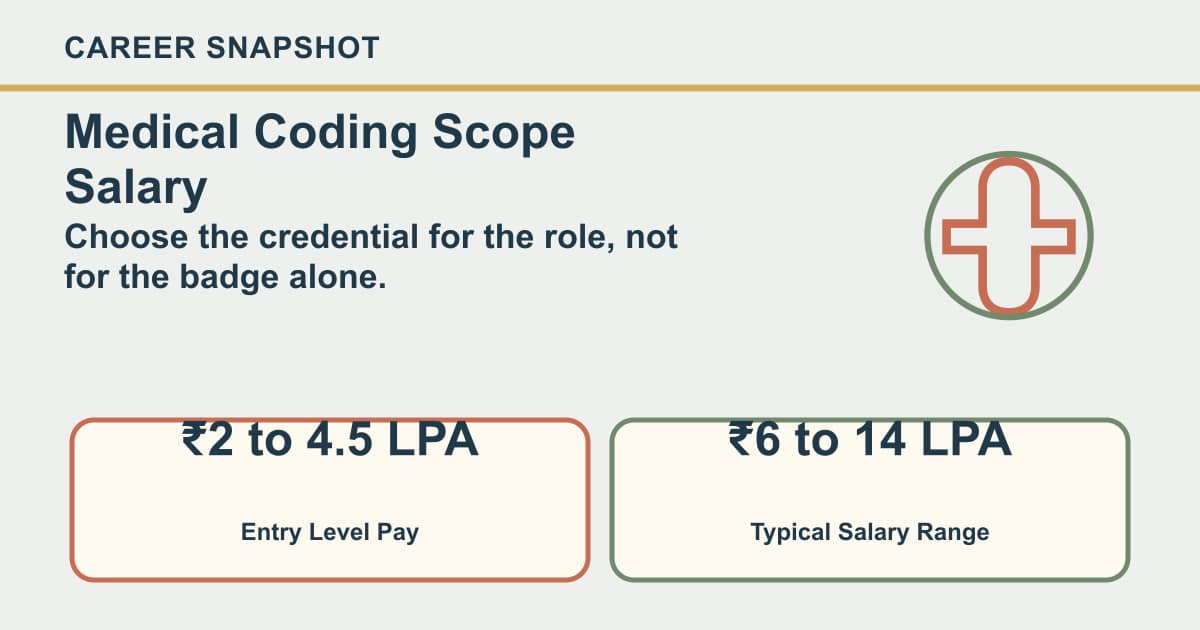 CAREER SNAPSHOT
Medical Coding Scope
Salary
Choose the credential for the role, not
for the badge alone.
₹2 to 4.5 LPA
Entry Level Pay
₹6 to 14 LPA
Typical Salary Range